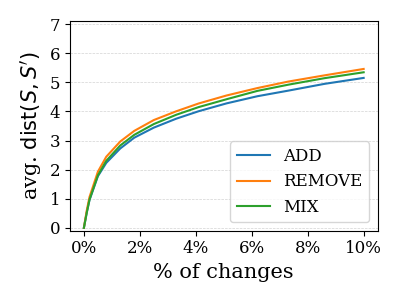 7
6
5
4
3
2
1
0
avg. dist(S, S′)
ADD
REMOVE
MIX
0% 2% 4% 6% 8% 10%
% of changes